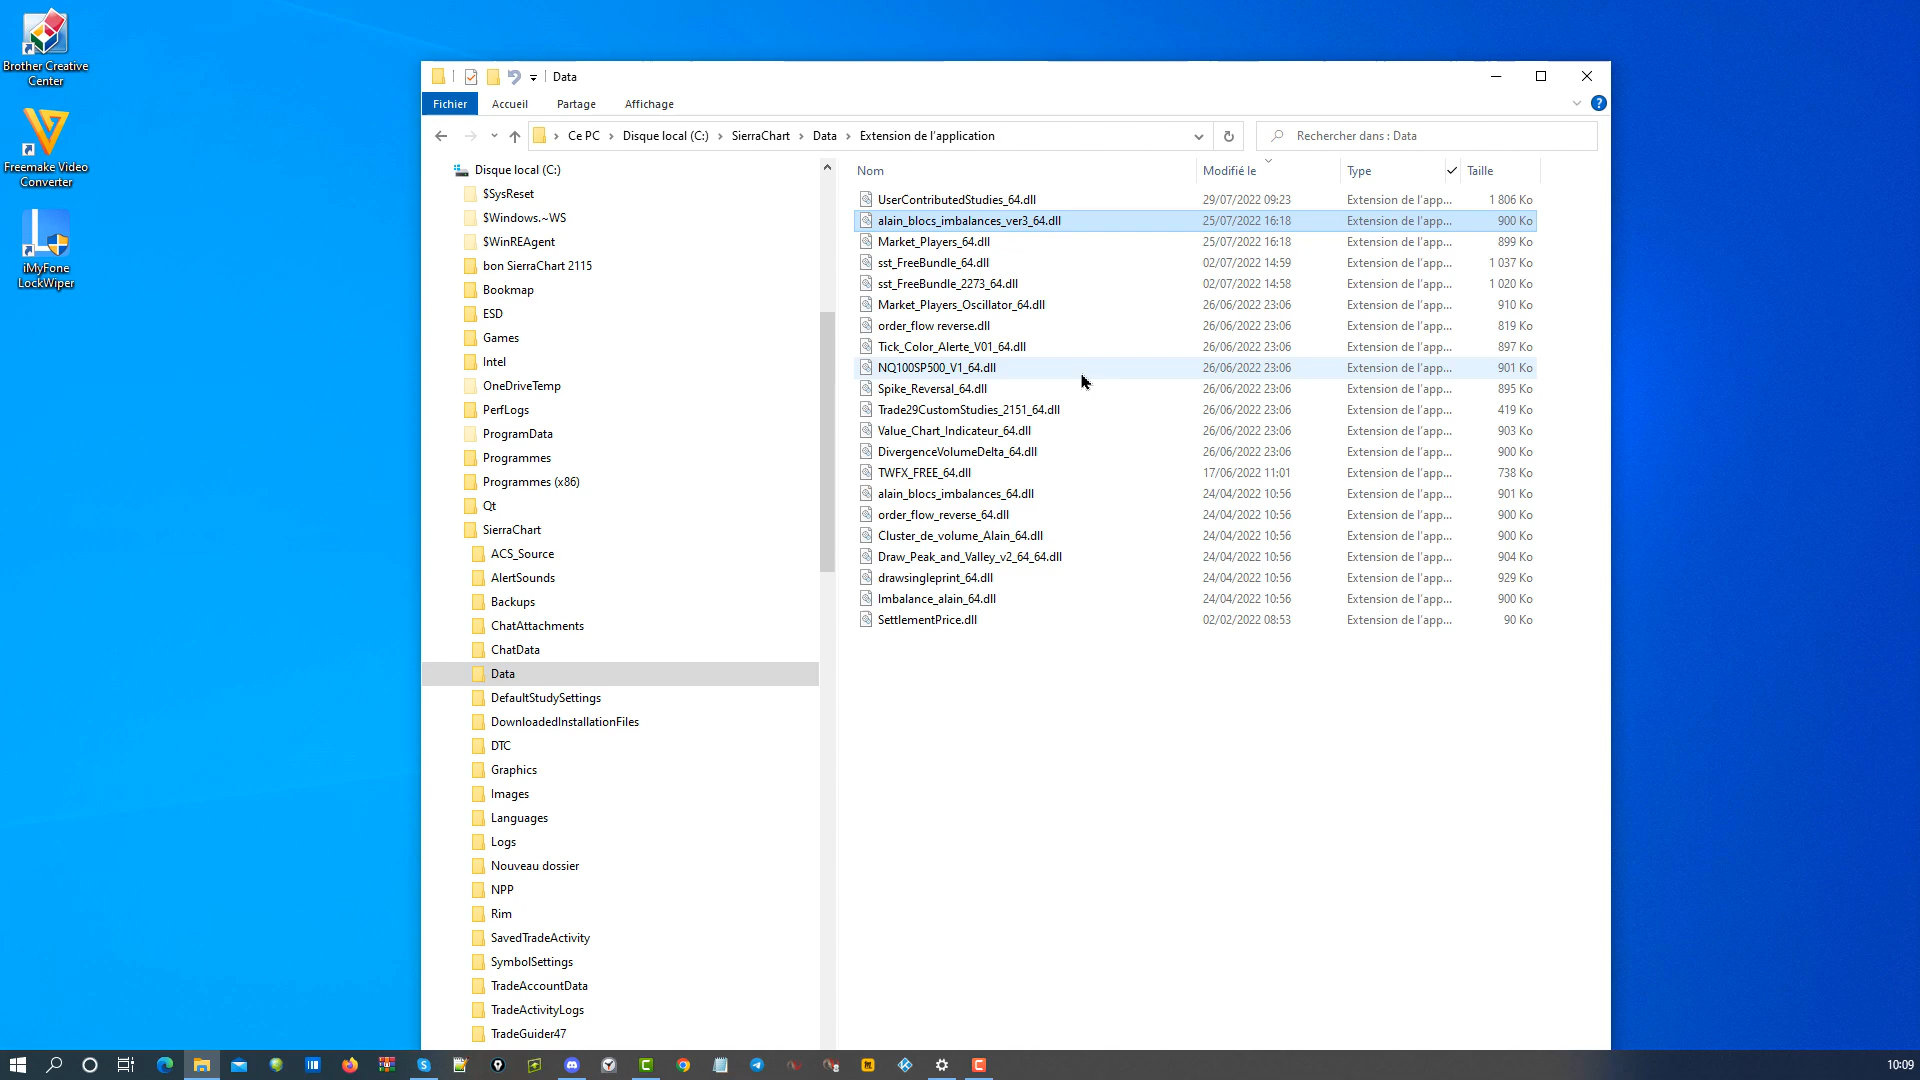 Brother Creative
Center
Freemake Video
Converter
iMyFone
LockWiper
Data
Fichier Accueil Partage Affichage
Ce PC Disque local (C:) SierraChart Data Extension de l'application
Rechercher dans : Data
Disque local (C:)
$SysReset
$Windows.~WS
$WinREAgent
bon SierraChart 2115
Bookmap
ESD
Games
Intel
OneDriveTemp
PerfLogs
ProgramData
Programmes
Programmes (x86)
Qt
SierraChart
ACS_Source
AlertSounds
Backups
ChatAttachments
ChatData
Data
DefaultStudySettings
DownloadedInstallationFiles
DTC
Graphics
Images
Languages
Logs
Nouveau dossier
NPP
Rim
SavedTradeActivity
SymbolSettings
TradeAccountData
TradeActivityLogs
TradeGuider47
Nom Modifié le Type Taille
UserContributedStudies_64.dll 29/07/2022 09:23 Extension de l'app... 1 806 Ko
alain_blocs_imbalances_ver3_64.dll 25/07/2022 16:18 Extension de l'app... 900 Ko
Market_Players_64.dll 25/07/2022 16:18 Extension de l'app... 899 Ko
sst_FreeBundle_64.dll 02/07/2022 14:59 Extension de l'app... 1 037 Ko
sst_FreeBundle_2273_64.dll 02/07/2022 14:58 Extension de l'app... 1 020 Ko
Market_Players_Oscillator_64.dll 26/06/2022 23:06 Extension de l'app... 910 Ko
order_flow reverse.dll 26/06/2022 23:06 Extension de l'app... 819 Ko
Tick_Color_Alerte_V01_64.dll 26/06/2022 23:06 Extension de l'app... 897 Ko
NQ100SP500_V1_64.dll 26/06/2022 23:06 Extension de l'app... 901 Ko
Spike_Reversal_64.dll 26/06/2022 23:06 Extension de l'app... 895 Ko
Trade29CustomStudies_2151_64.dll 26/06/2022 23:06 Extension de l'app... 419 Ko
Value_Chart_Indicateur_64.dll 26/06/2022 23:06 Extension de l'app... 903 Ko
DivergenceVolumeDelta_64.dll 26/06/2022 23:06 Extension de l'app... 900 Ko
TWFX_FREE_64.dll 17/06/2022 11:01 Extension de l'app... 738 Ko
alain_blocs_imbalances_64.dll 24/04/2022 10:56 Extension de l'app... 901 Ko
order_flow_reverse_64.dll 24/04/2022 10:56 Extension de l'app... 900 Ko
Cluster_de_volume_Alain_64.dll 24/04/2022 10:56 Extension de l'app... 900 Ko
Draw_Peak_and_Valley_v2_64_64.dll 24/04/2022 10:56 Extension de l'app... 904 Ko
drawsingleprint_64.dll 24/04/2022 10:56 Extension de l'app... 929 Ko
Imbalance_alain_64.dll 24/04/2022 10:56 Extension de l'app... 900 Ko
SettlementPrice.dll 02/02/2022 08:53 Extension de l'app... 90 Ko
10:09